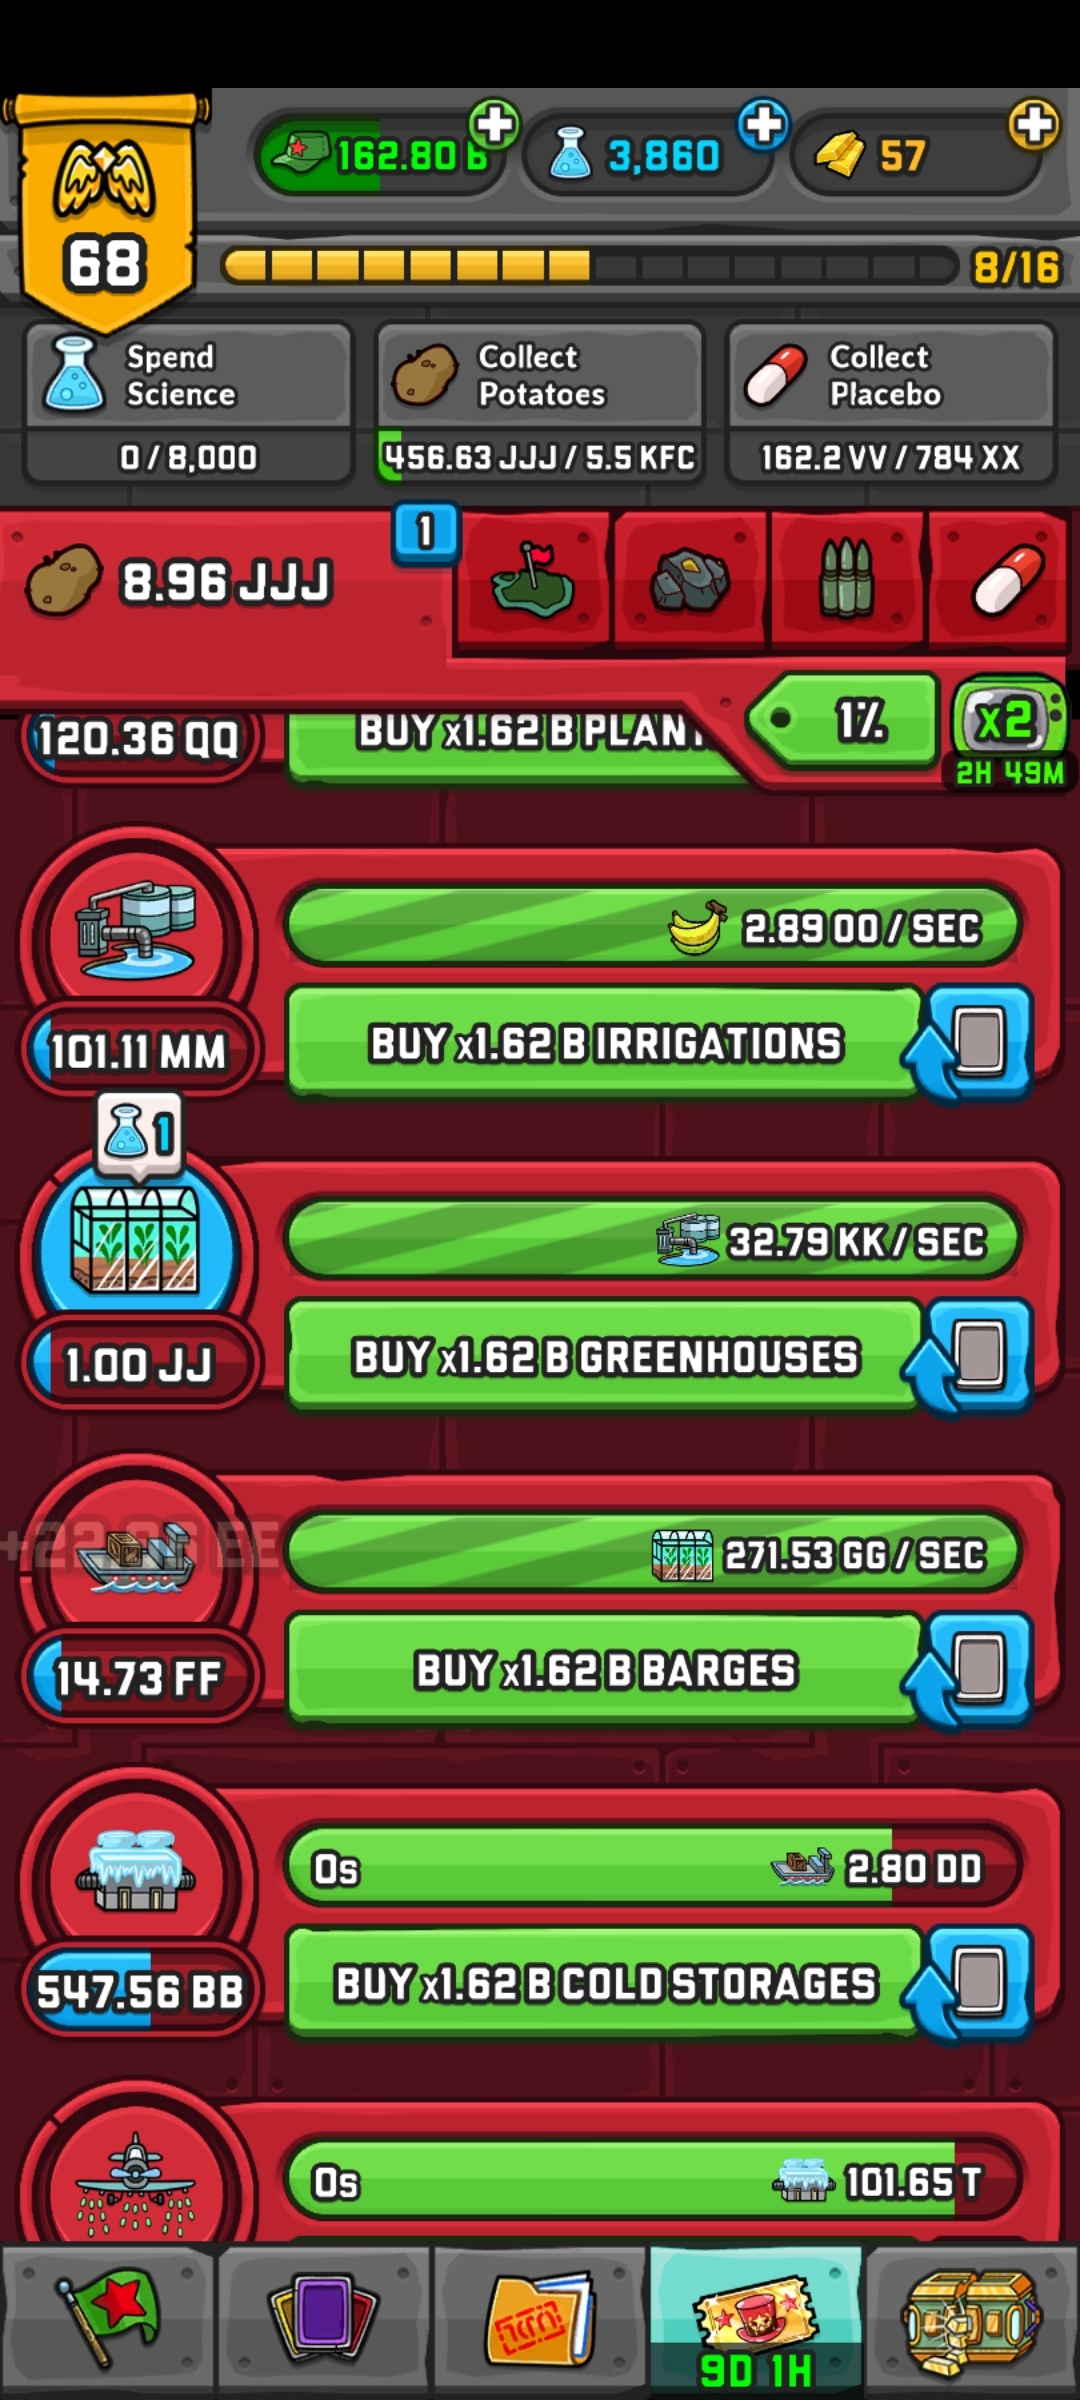 162.80 B
3,860
57
68
8/16
Spend
Science
0/8,000
Collect
Potatoes
456.63 JJJ/5.5 KFC
Collect
Placebo
162.2 VV/784 XX
8.96 JJJ
1
1%
x2
2H 49M
120.36 QQ
BUY x1.62 B
2.89 OO/SEC
101.11 MM
BUY x1.62 B IRRIGATIONS
1
32.79 KK/SEC
1.00 JJ
BUY x1.62 B GREENHOUSES
271.53 GG/SEC
14.73 FF
BUY x1.62 B BARGES
0s
2.80 DD
547.56 BB
BUY x1.62 B COLD STORAGES
0s
101.65 T
9D 1H